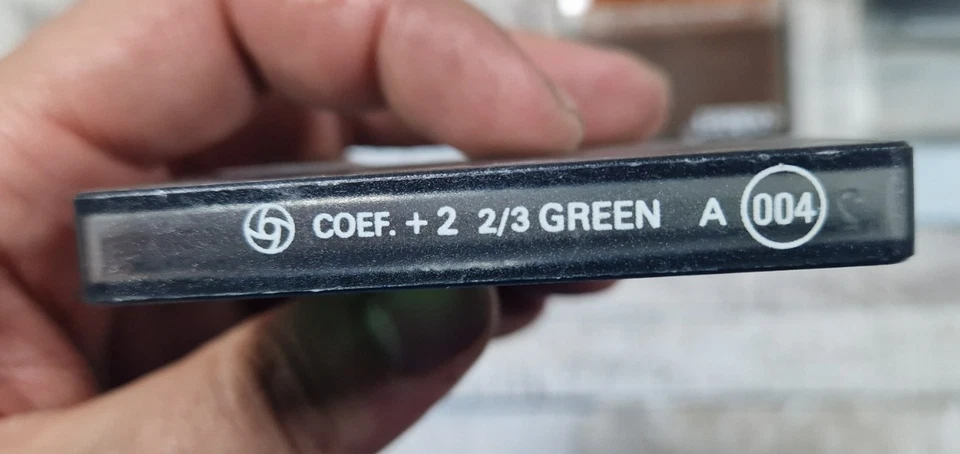 COEF. + 2 2/3 GREEN A 004